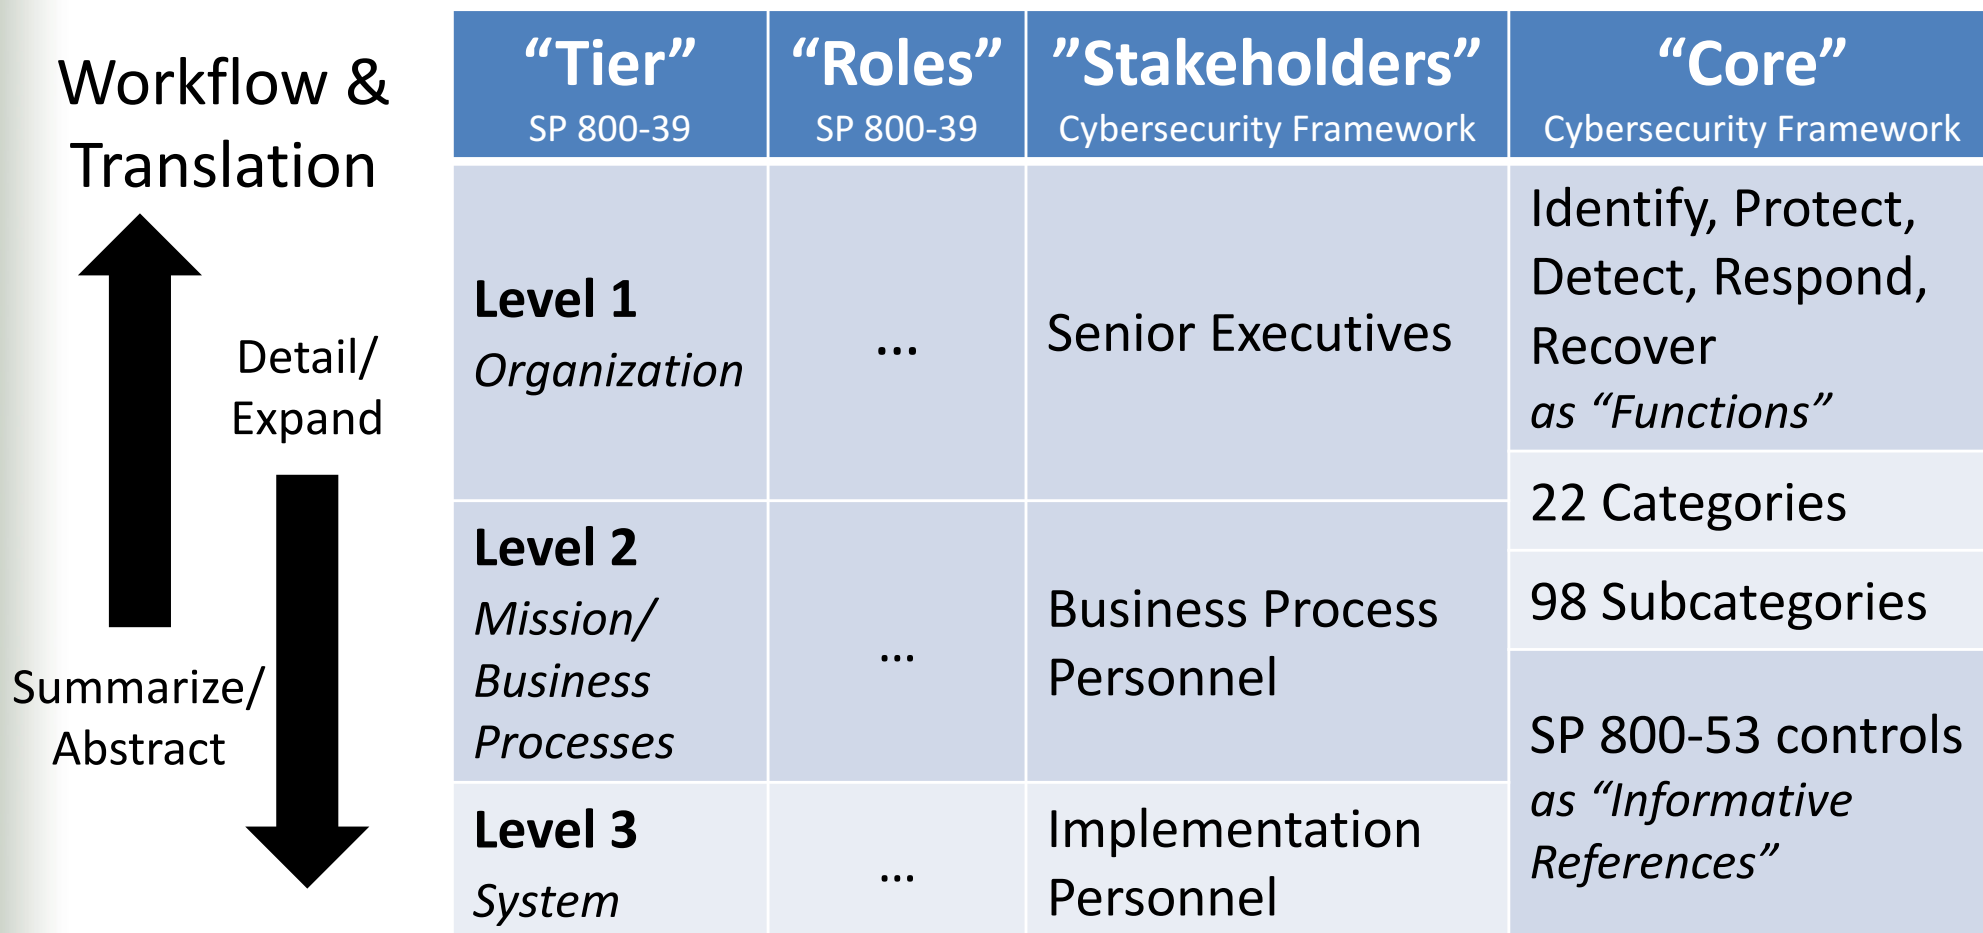 Workflow &
Translation
Detail/
Expand
Summarize/
Abstract
“Tier”
SP 800-39
“Roles”
SP 800-39
”Stakeholders”
Cybersecurity Framework
“Core”
Cybersecurity Framework
Level 1
Organization
...
Senior Executives
Identify, Protect,
Detect, Respond,
Recover
as “Functions”
22 Categories
Level 2
Mission/
Business
Processes
...
Business Process
Personnel
98 Subcategories
SP 800-53 controls
as “Informative
References”
Level 3
System
...
Implementation
Personnel